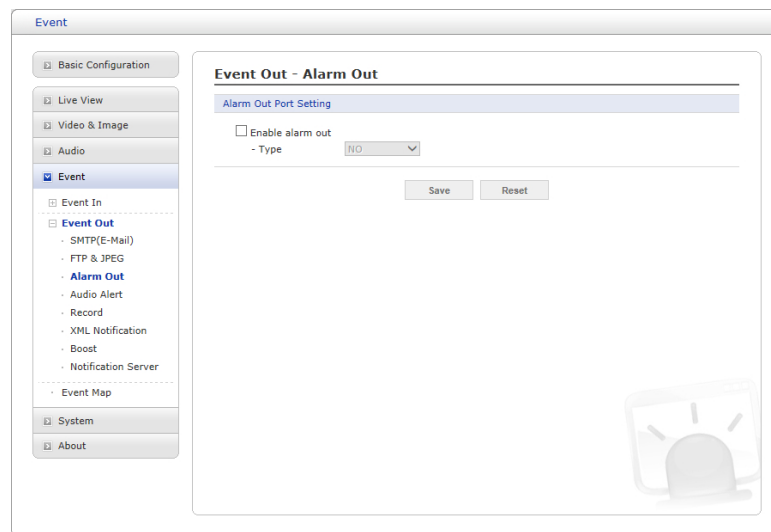 Event
Basic Configuration
Live View
Video & Image
Audio
Event
Event In
Event Out
SMTP(E-Mail)
FTP & JPEG
Alarm Out
Audio Alert
Record
XML Notification
Boost
Notification Server
Event Map
System
About
Event Out - Alarm Out
Alarm Out Port Setting
Enable alarm out
- Type NO
Save Reset